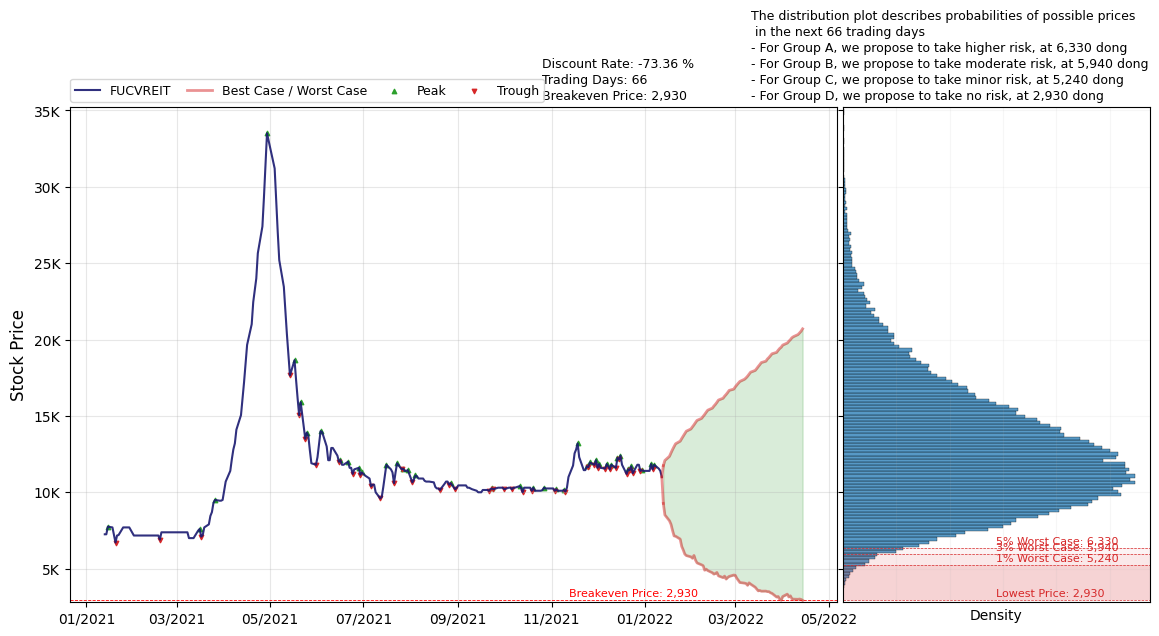 The distribution plot describes probabilities of possible prices
in the next 66 trading days
- For Group A, we propose to take higher risk, at 6,330 dong
- For Group B, we propose to take moderate risk, at 5,940 dong
- For Group C, we propose to take minor risk, at 5,240 dong
- For Group D, we propose to take no risk, at 2,930 dong
Discount Rate: -73.36 %
Trading Days: 66
Breakeven Price: 2,930
FUCVREIT
Best Case / Worst Case
Peak
Trough
35K
30K
25K
20K
15K
10K
5K
Stock Price
Breakeven Price: 2,930
01/2021
03/2021
05/2021
07/2021
09/2021
11/2021
01/2022
03/2022
05/2022
5% Worst Case: 6,330
3% Worst Case: 5,940
1% Worst Case: 5,240
Lowest Price: 2,930
Density